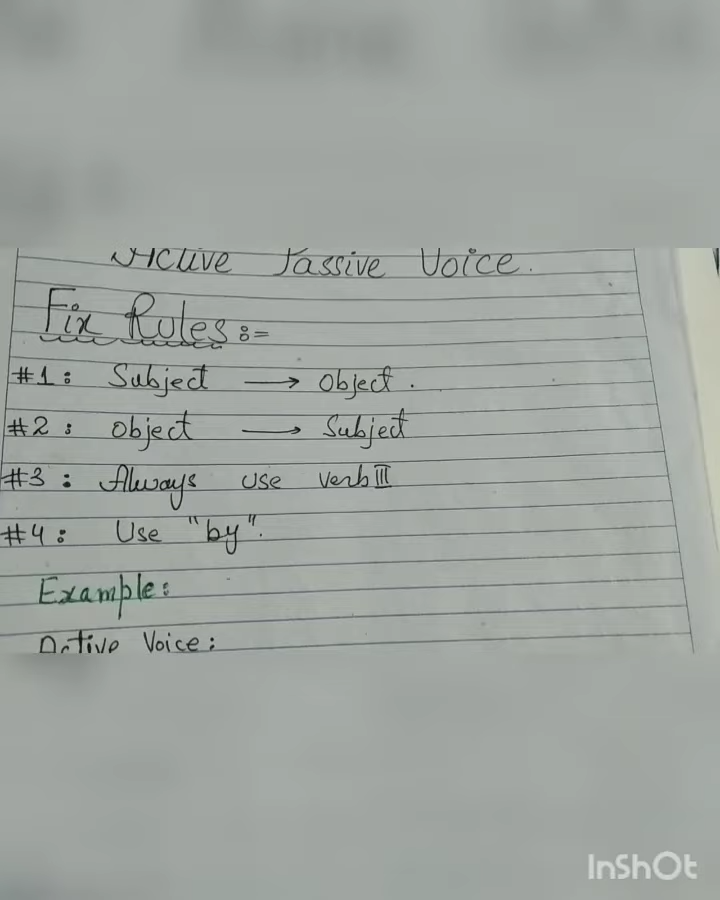 Active Passive Voice.
Fix Rules :=
#1: Subject → Object.
#2: Object → Subject
#3: Always use verb III
#4: Use "by".
Example:
Active Voice:
InShOt